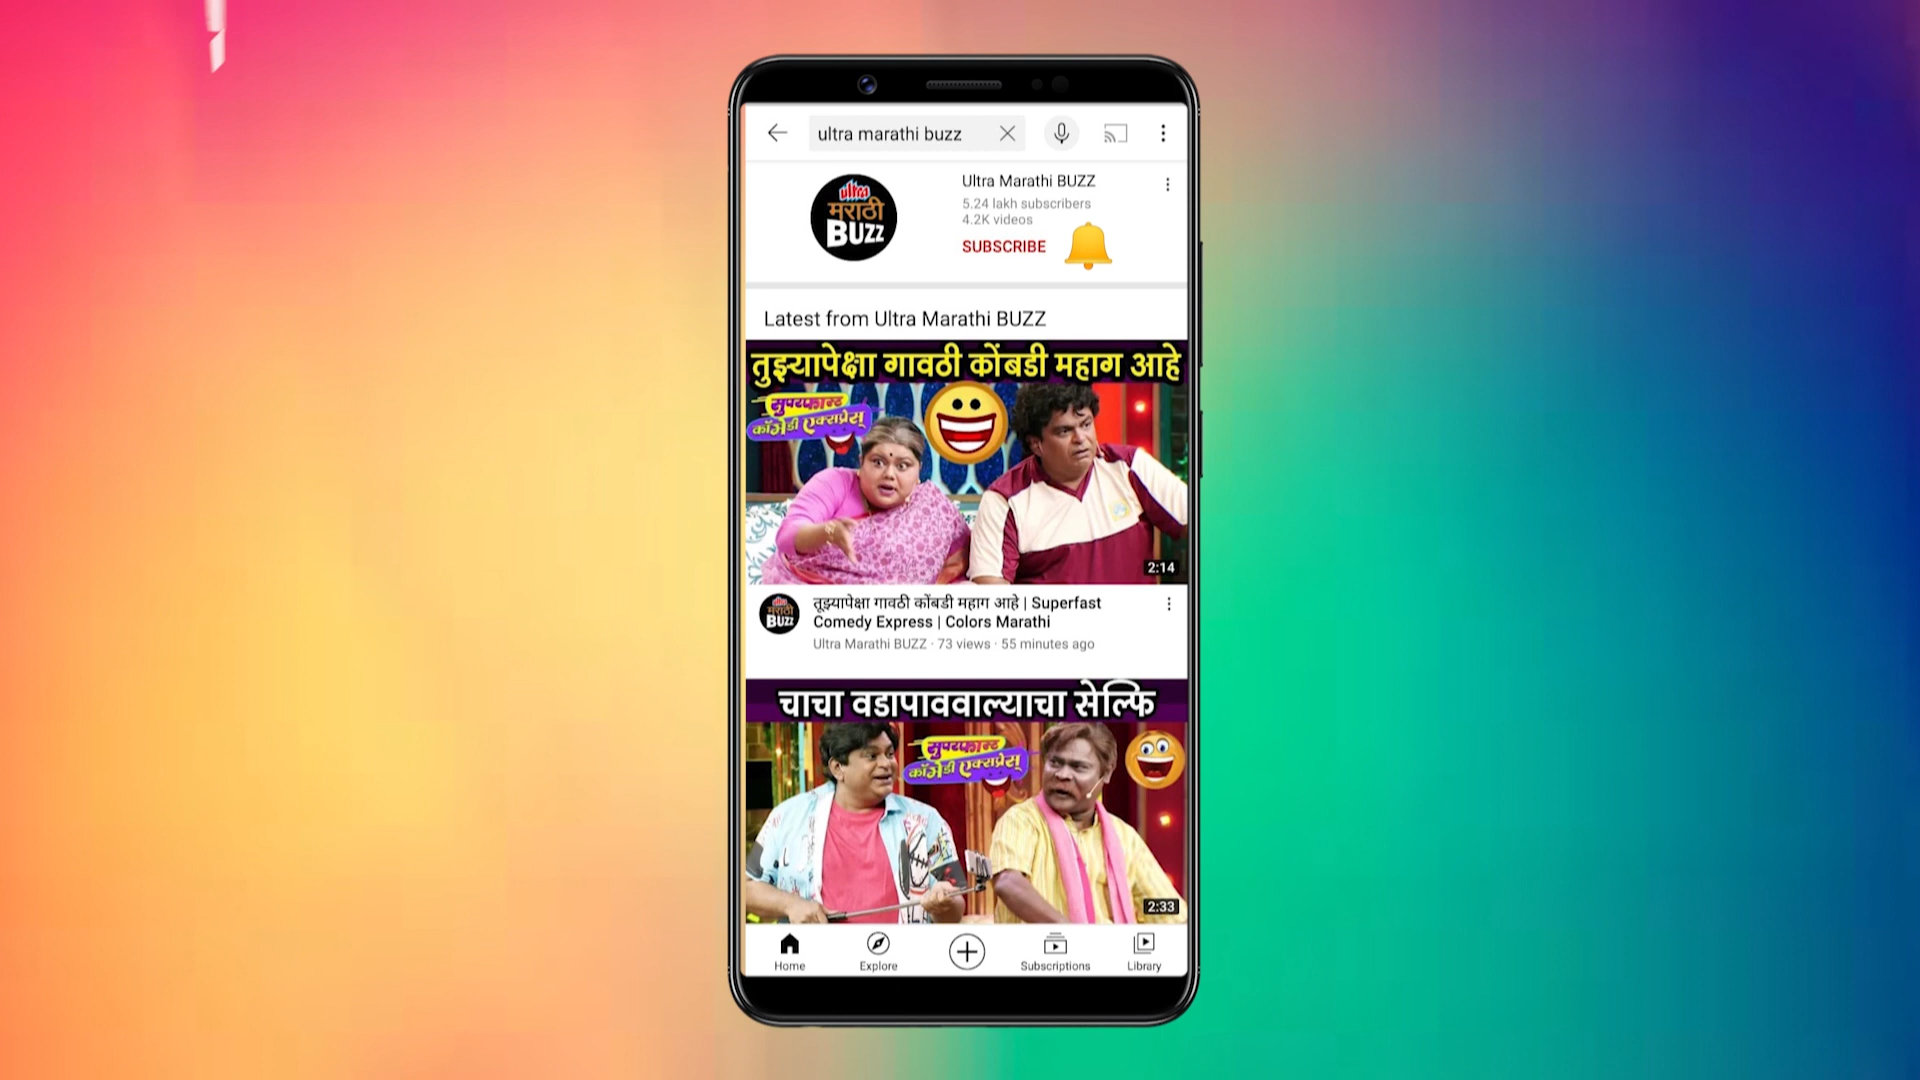 ultra marathi buzz
ultra
मराठी
BUZZ
Ultra Marathi BUZZ
5.24 lakh subscribers
4.2K videos
SUBSCRIBE
Latest from Ultra Marathi BUZZ
तुझ्यापेक्षा गावठी कोंबडी महाग आहे
सुपरफास्ट
कॉमेडी एक्सप्रेस्
2:14
ultra
मराठी
BUZZ
तूझ्यापेक्षा गावठी कोंबडी महाग आहे | Superfast
Comedy Express | Colors Marathi
Ultra Marathi BUZZ · 73 views · 55 minutes ago
चाचा वडापाववाल्याचा सेल्फि
सुपरफास्ट
कॉमेडी एक्सप्रेस्
2:33
Home
Explore
Subscriptions
Library